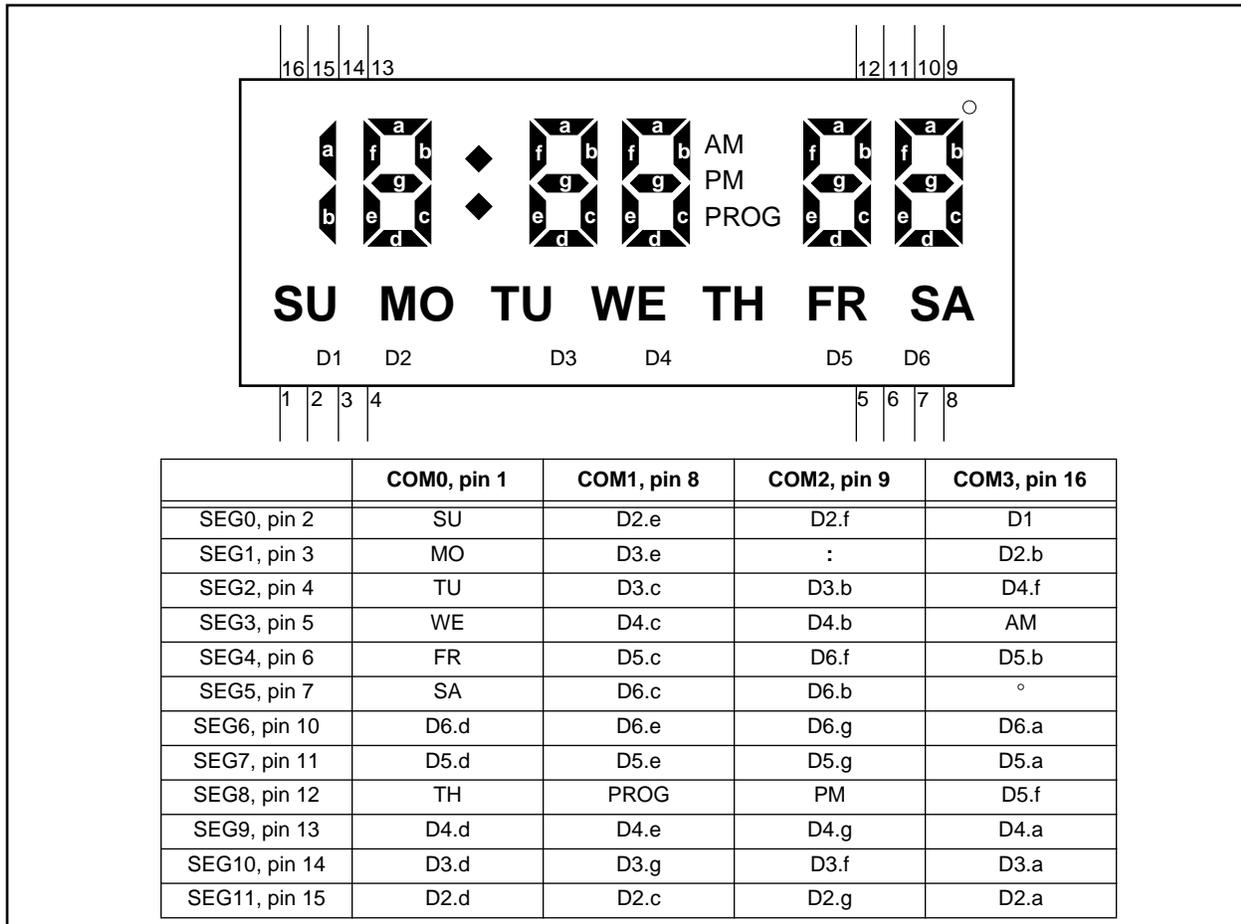 16 15 14 13 12 11 10 9
a a a a a
a f b f b f b AM f b f b °
g g g PM g g
b e c e c e c PROG e c e c
d d d d d
SU MO TU WE TH FR SA
D1 D2 D3 D4 D5 D6
1 2 3 4 5 6 7 8
COM0, pin 1 COM1, pin 8 COM2, pin 9 COM3, pin 16
SEG0, pin 2 SU D2.e D2.f D1
SEG1, pin 3 MO D3.e : D2.b
SEG2, pin 4 TU D3.c D3.b D4.f
SEG3, pin 5 WE D4.c D4.b AM
SEG4, pin 6 FR D5.c D6.f D5.b
SEG5, pin 7 SA D6.c D6.b °
SEG6, pin 10 D6.d D6.e D6.g D6.a
SEG7, pin 11 D5.d D5.e D5.g D5.a
SEG8, pin 12 TH PROG PM D5.f
SEG9, pin 13 D4.d D4.e D4.g D4.a
SEG10, pin 14 D3.d D3.g D3.f D3.a
SEG11, pin 15 D2.d D2.c D2.g D2.a